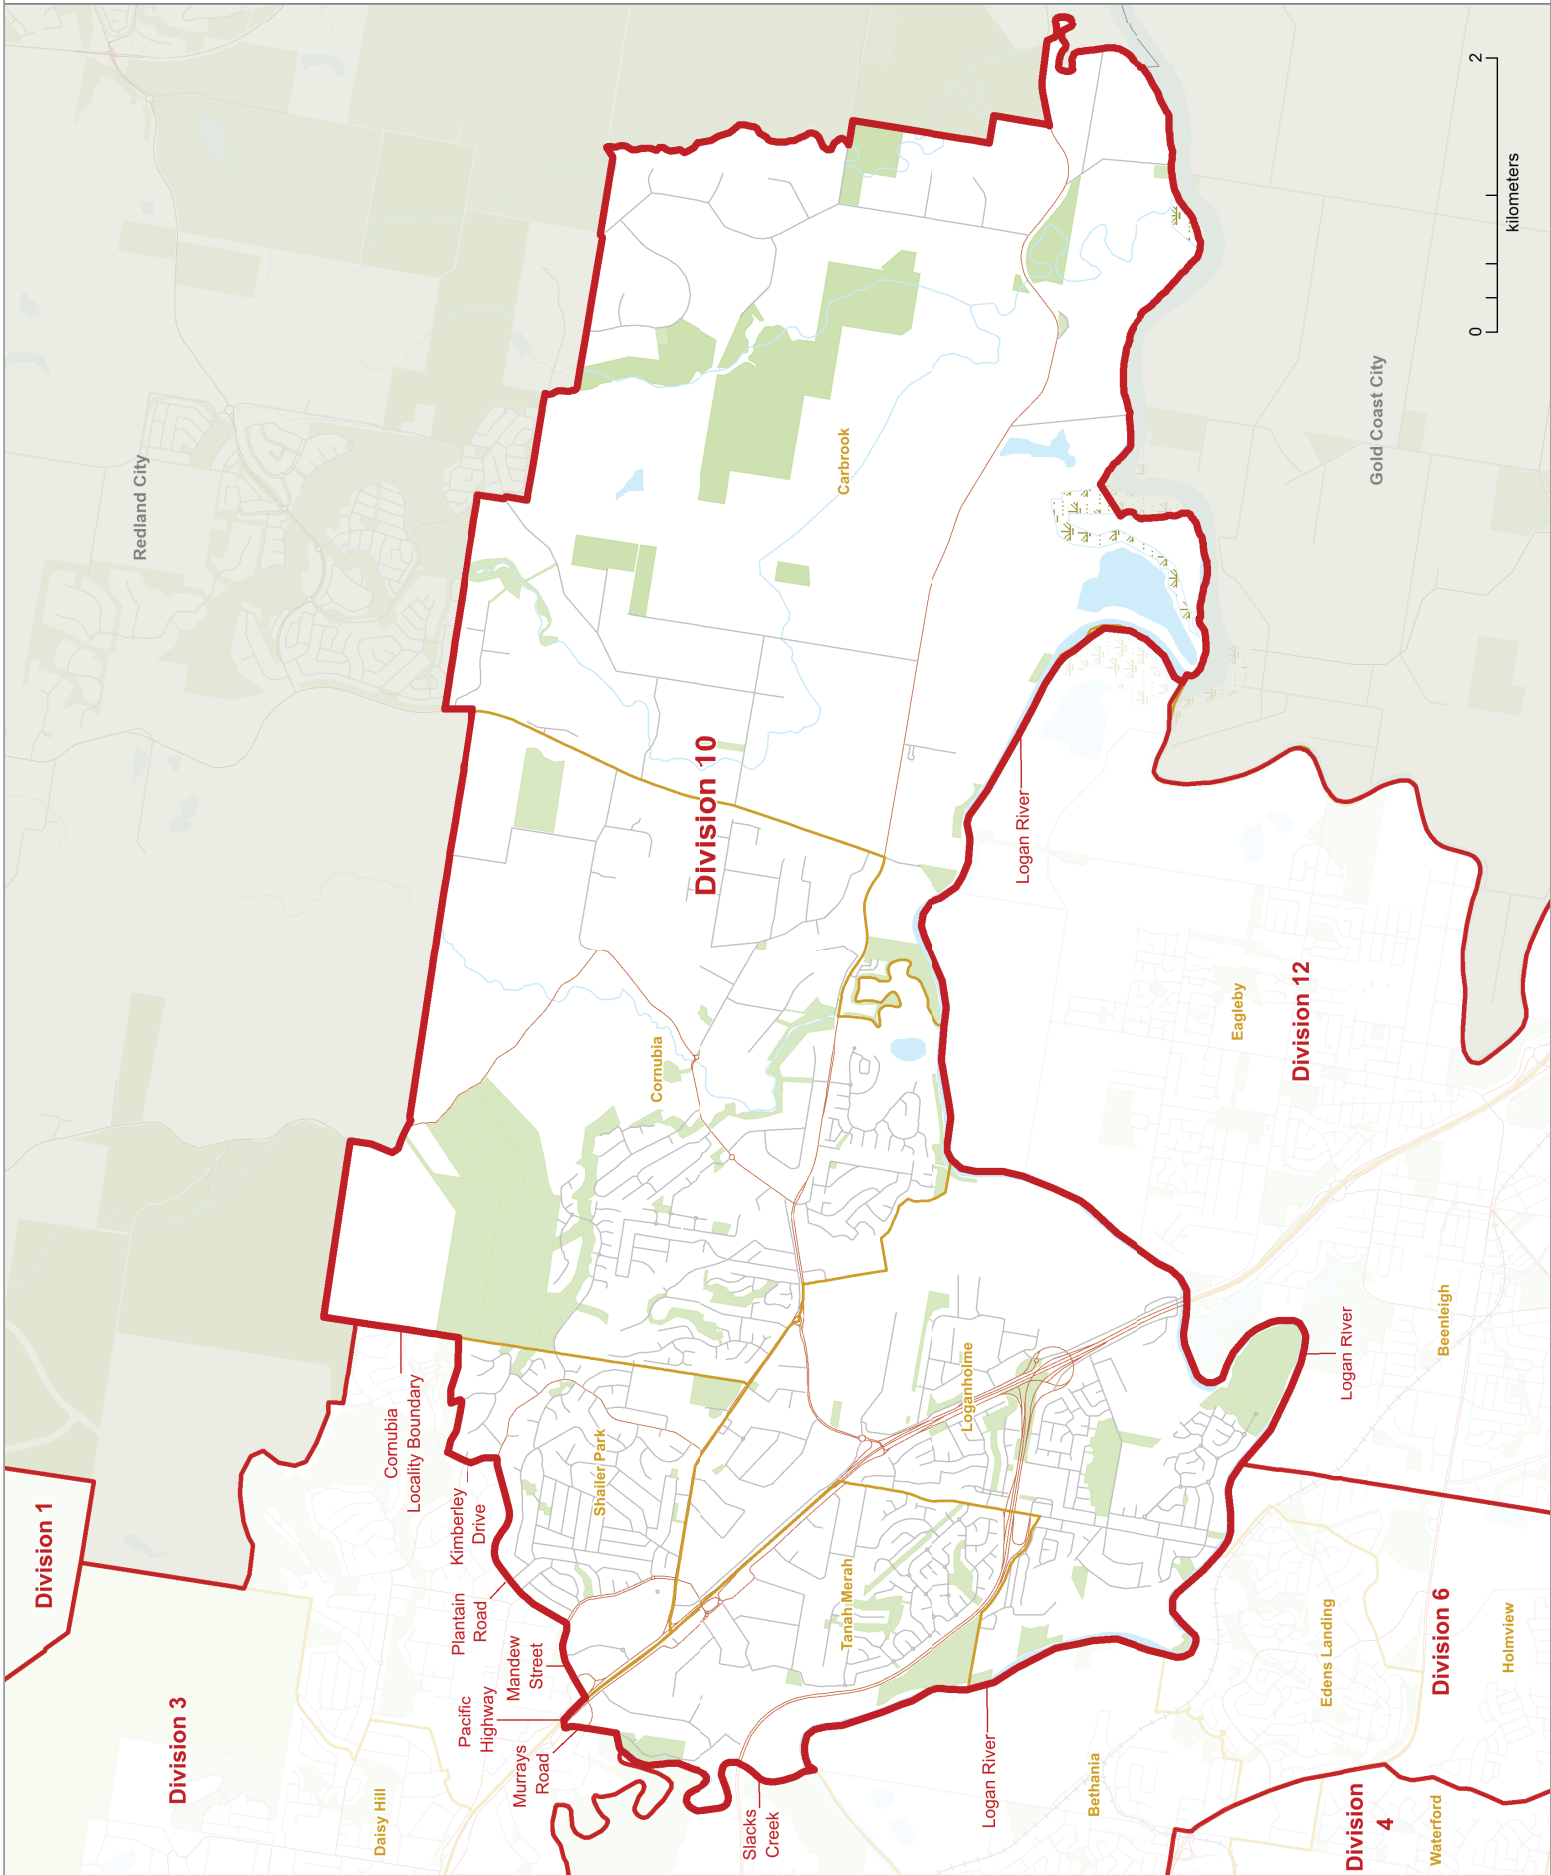 Division 1
Redland City
Division 3
Daisy Hill
Cornubia
Locality Boundary
Kimberley
Drive
Plantain
Road
Mandew
Street
Pacific
Highway
Murrays
Road
Shailer Park
Cornubia
Division 10
Carbrook
Slacks
Creek
Tanah Merah
Loganholme
Logan River
Logan River
Bethania
Eagleby
Division 12
Logan River
Edens Landing
Division
4
Waterford
Division 6
Holmview
Beenleigh
Gold Coast City
0
2
kilometers